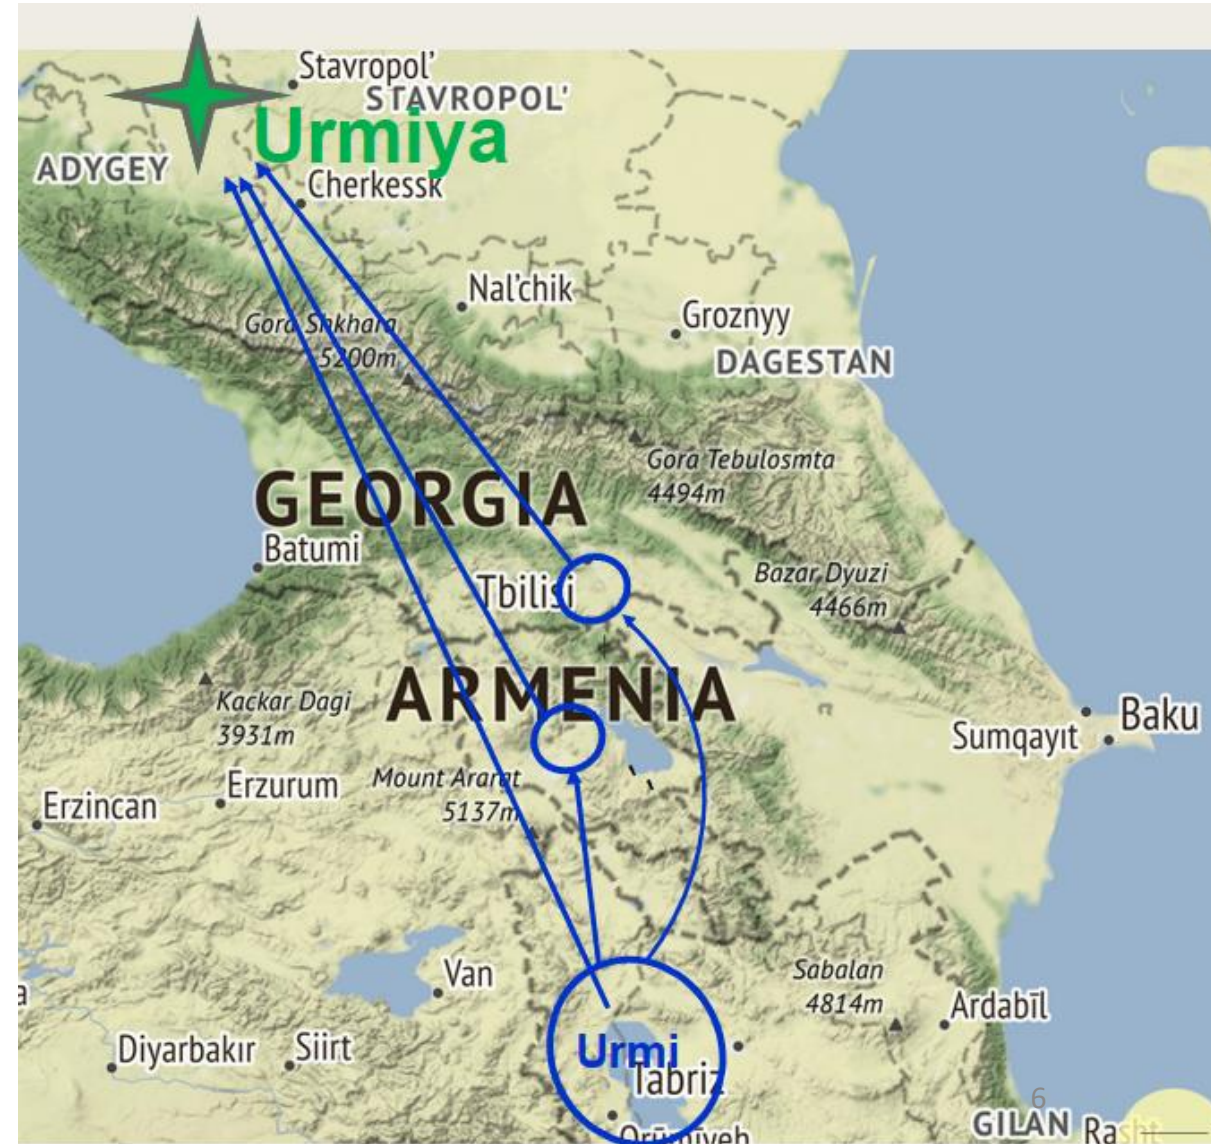 Stavropol'
STAVROPOL'
Urmiya
ADYGEY
Cherkessk
Nal'chik
Gora Shkhara
5200m
Groznyy
DAGESTAN
Gora Tebulosmta
4494m
GEORGIA
Batumi
Tbilisi
Bazar Dyuzi
4466m
ARMENIA
Kackar Dagi
3931m
Baku
Sumqayıt
Mount Ararat
5137m
Erzurum
Erzincan
Van
Sabalan
4814m
Ardabīl
a
Diyarbakır
Siirt
Urmi
Tabriz
6
Orūmīyeh
GILAN
Rasht